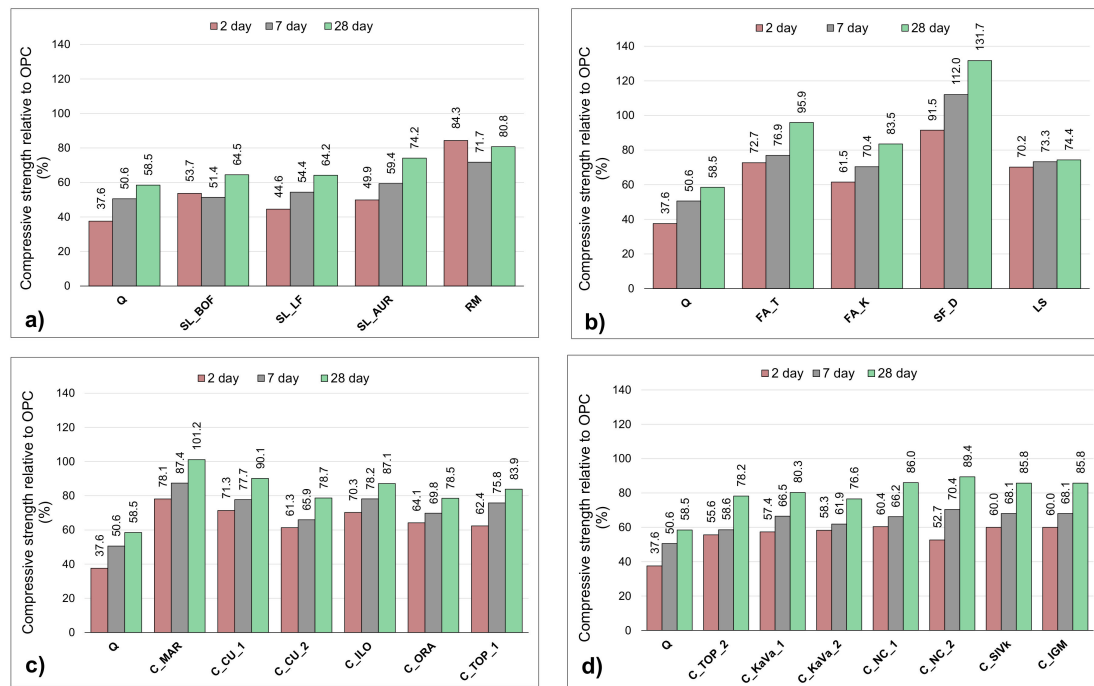 2 day 7 day 28 day
Compressive strength relative to OPC
(%)
140
120
100
80
60
40
20
0
37.6 50.6 58.5 53.7 51.4 64.5 44.6 54.4 64.2 49.9 59.4 74.2 84.3 71.7 80.8
Q SL_BOF SL_LF SL_AUR RM
a)
2 day 7 day 28 day
Compressive strength relative to OPC
(%)
140
120
100
80
60
40
20
0
37.6 50.6 58.5 72.7 76.9 95.9 61.5 70.4 83.5 91.5 112.0 131.7 70.2 73.3 74.4
Q FA_T FA_K SF_D LS
b)
2 day 7 day 28 day
Compressive strength relative to OPC
(%)
140
120
100
80
60
40
20
0
37.6 50.6 58.5 78.1 87.4 101.2 71.3 77.7 90.1 61.3 65.9 78.7 70.3 78.2 87.1 64.1 69.8 78.5 62.4 75.8 83.9
Q C_MAR C_CU_1 C_CU_2 C_ILO C_ORA C_TOP_1
c)
2 day 7 day 28 day
Compressive strength relative to OPC
(%)
140
120
100
80
60
40
20
0
37.6 50.6 58.5 55.6 58.6 78.2 57.4 66.5 80.3 58.3 61.9 76.6 60.4 66.2 86.0 52.7 70.4 89.4 60.0 68.1 85.8 60.0 68.1 85.8
Q C_TOP_2 C_KaVa_1 C_KaVa_2 C_NC_1 C_NC_2 C_SIVk C_IGM
d)